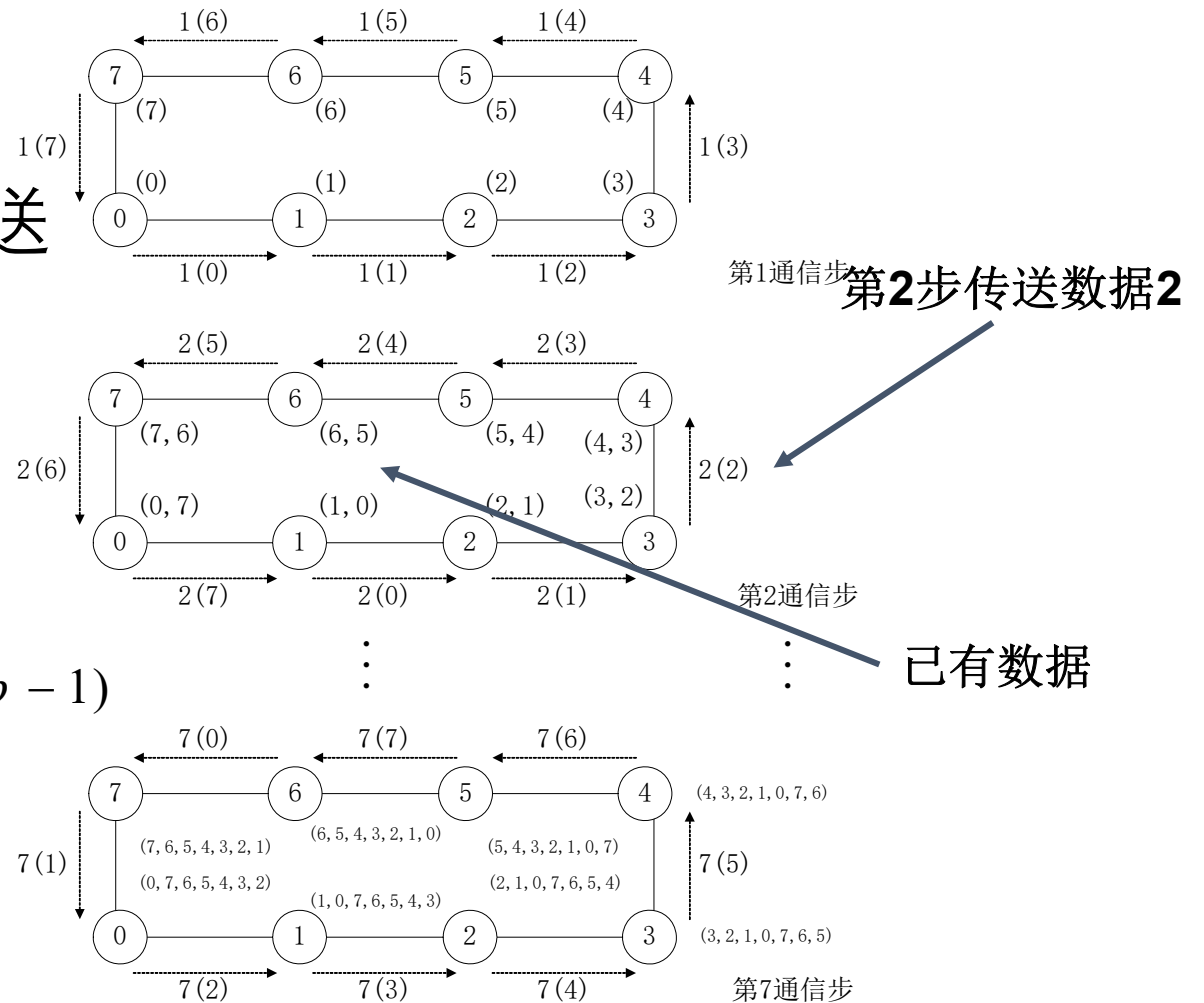 1(6) 1(5) 1(4)
7 6 5 4
(7) (6) (5) (4)
1(7) 1(3)
(0) (1) (2) (3)
送
0 1 2 3
1(0) 1(1) 1(2)
第1通信步
第2步传送数据2
2(5) 2(4) 2(3)
7 6 5 4
(7,6) (6,5) (5,4) (4,3)
2(6) 2(2)
(0,7) (1,0) (2,1) (3,2)
0 1 2 3
2(7) 2(0) 2(1)
第2通信步
已有数据
− 1)
7(0) 7(7) 7(6)
7 6 5 4
(4,3,2,1,0,7,6)
(6,5,4,3,2,1,0)
(7,6,5,4,3,2,1) (5,4,3,2,1,0,7)
7(1) 7(5)
(0,7,6,5,4,3,2) (2,1,0,7,6,5,4)
(1,0,7,6,5,4,3)
0 1 2 3
(3,2,1,0,7,6,5)
7(2) 7(3) 7(4)
第7通信步